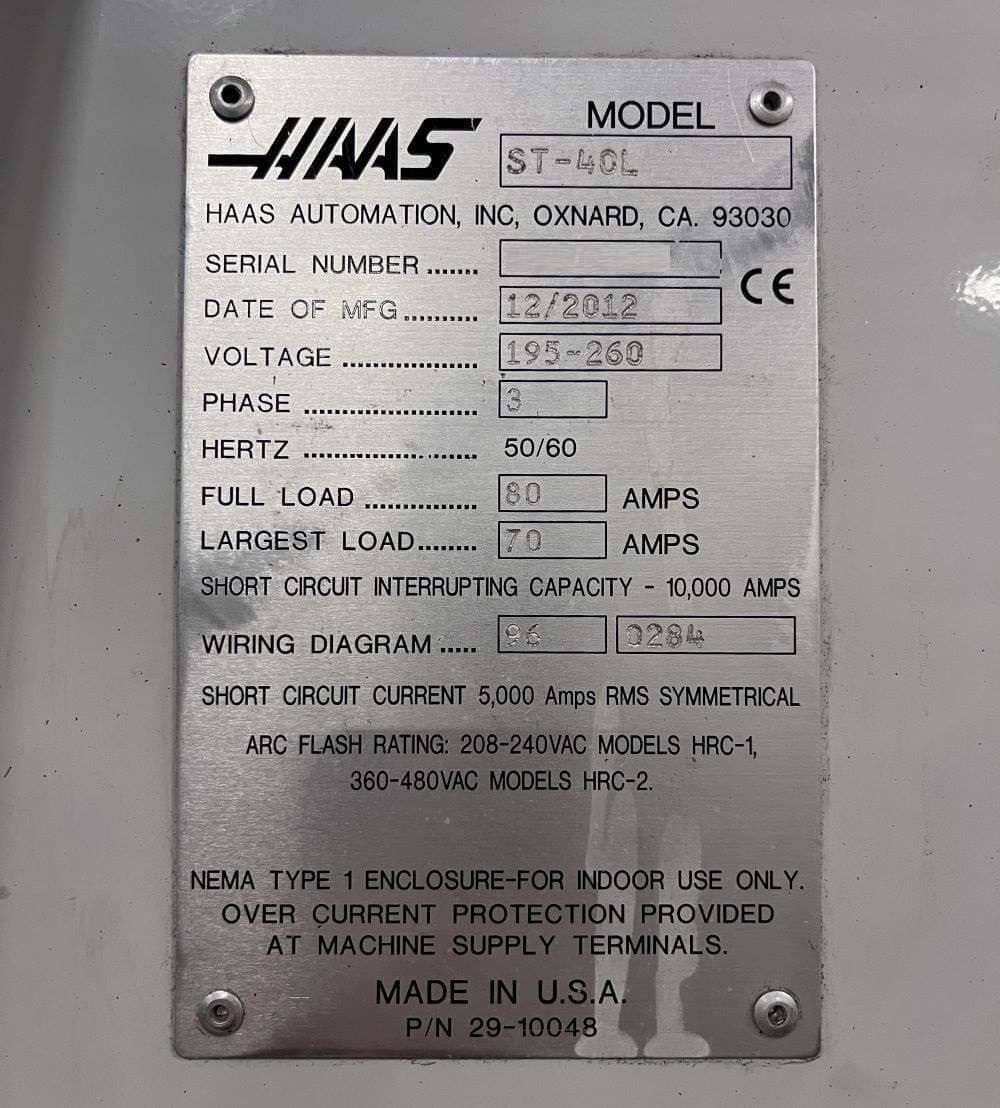 HAAS
MODEL
ST-40L
HAAS AUTOMATION, INC, OXNARD, CA. 93030
SERIAL NUMBER .......
CE
DATE OF MFG.......... 12/2012
VOLTAGE .................. 195-260
PHASE ....................... 3
HERTZ ....................... 50/60
FULL LOAD ............... 80 AMPS
LARGEST LOAD........ 70 AMPS
SHORT CIRCUIT INTERRUPTING CAPACITY - 10,000 AMPS
WIRING DIAGRAM ..... 96 0284
SHORT CIRCUIT CURRENT 5,000 Amps RMS SYMMETRICAL
ARC FLASH RATING: 208-240VAC MODELS HRC-1,
360-480VAC MODELS HRC-2.
NEMA TYPE 1 ENCLOSURE-FOR INDOOR USE ONLY.
OVER CURRENT PROTECTION PROVIDED
AT MACHINE SUPPLY TERMINALS.
MADE IN U.S.A.
P/N 29-10048